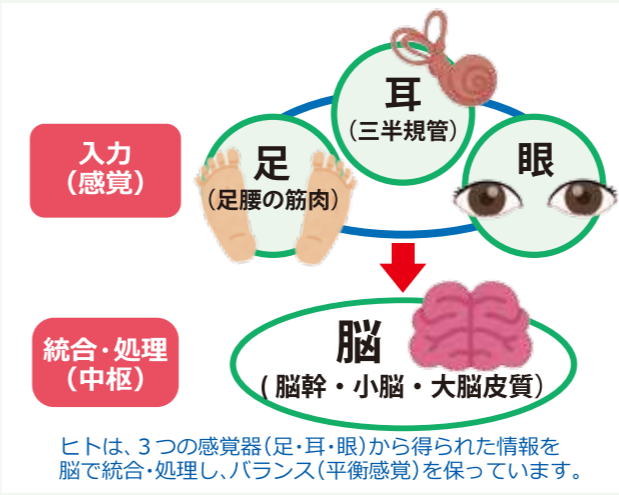 耳
（三半規管）
足
（足腰の筋肉）
眼
入力
（感覚）
脳
（脳幹・小脳・大脳皮質）
統合・処理
（中枢）
ヒトは、３つの感覚器（足・耳・眼）から得られた情報を
脳で統合・処理し、バランス（平衡感覚）を保っています。